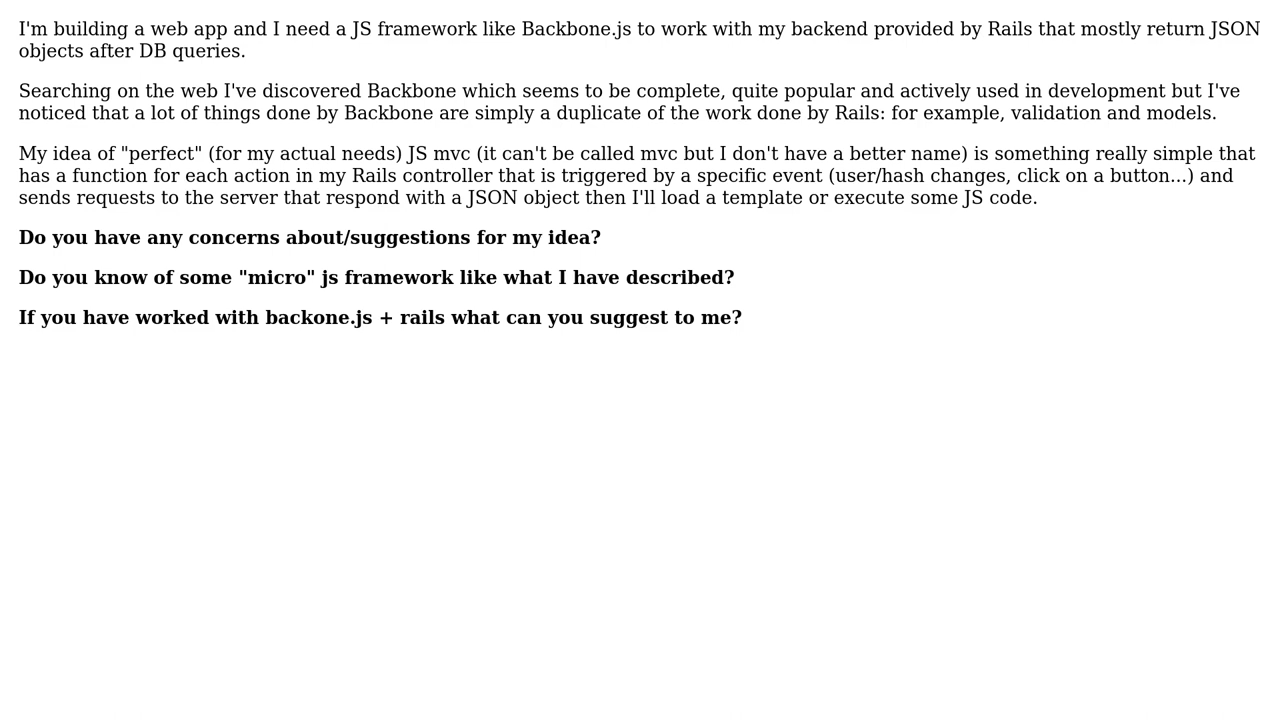 I'm building a web app and I need a JS framework like Backbone.js to work with my backend provided by Rails that mostly return JSON
objects after DB queries.
Searching on the web I've discovered Backbone which seems to be complete, quite popular and actively used in development but I've
noticed that a lot of things done by Backbone are simply a duplicate of the work done by Rails: for example, validation and models.
My idea of "perfect" (for my actual needs) JS mvc (it can't be called mvc but I don't have a better name) is something really simple that
has a function for each action in my Rails controller that is triggered by a specific event (user/hash changes, click on a button...) and
sends requests to the server that respond with a JSON object then I'll load a template or execute some JS code.
Do you have any concerns about/suggestions for my idea?
Do you know of some "micro" js framework like what I have described?
If you have worked with backone.js + rails what can you suggest to me?